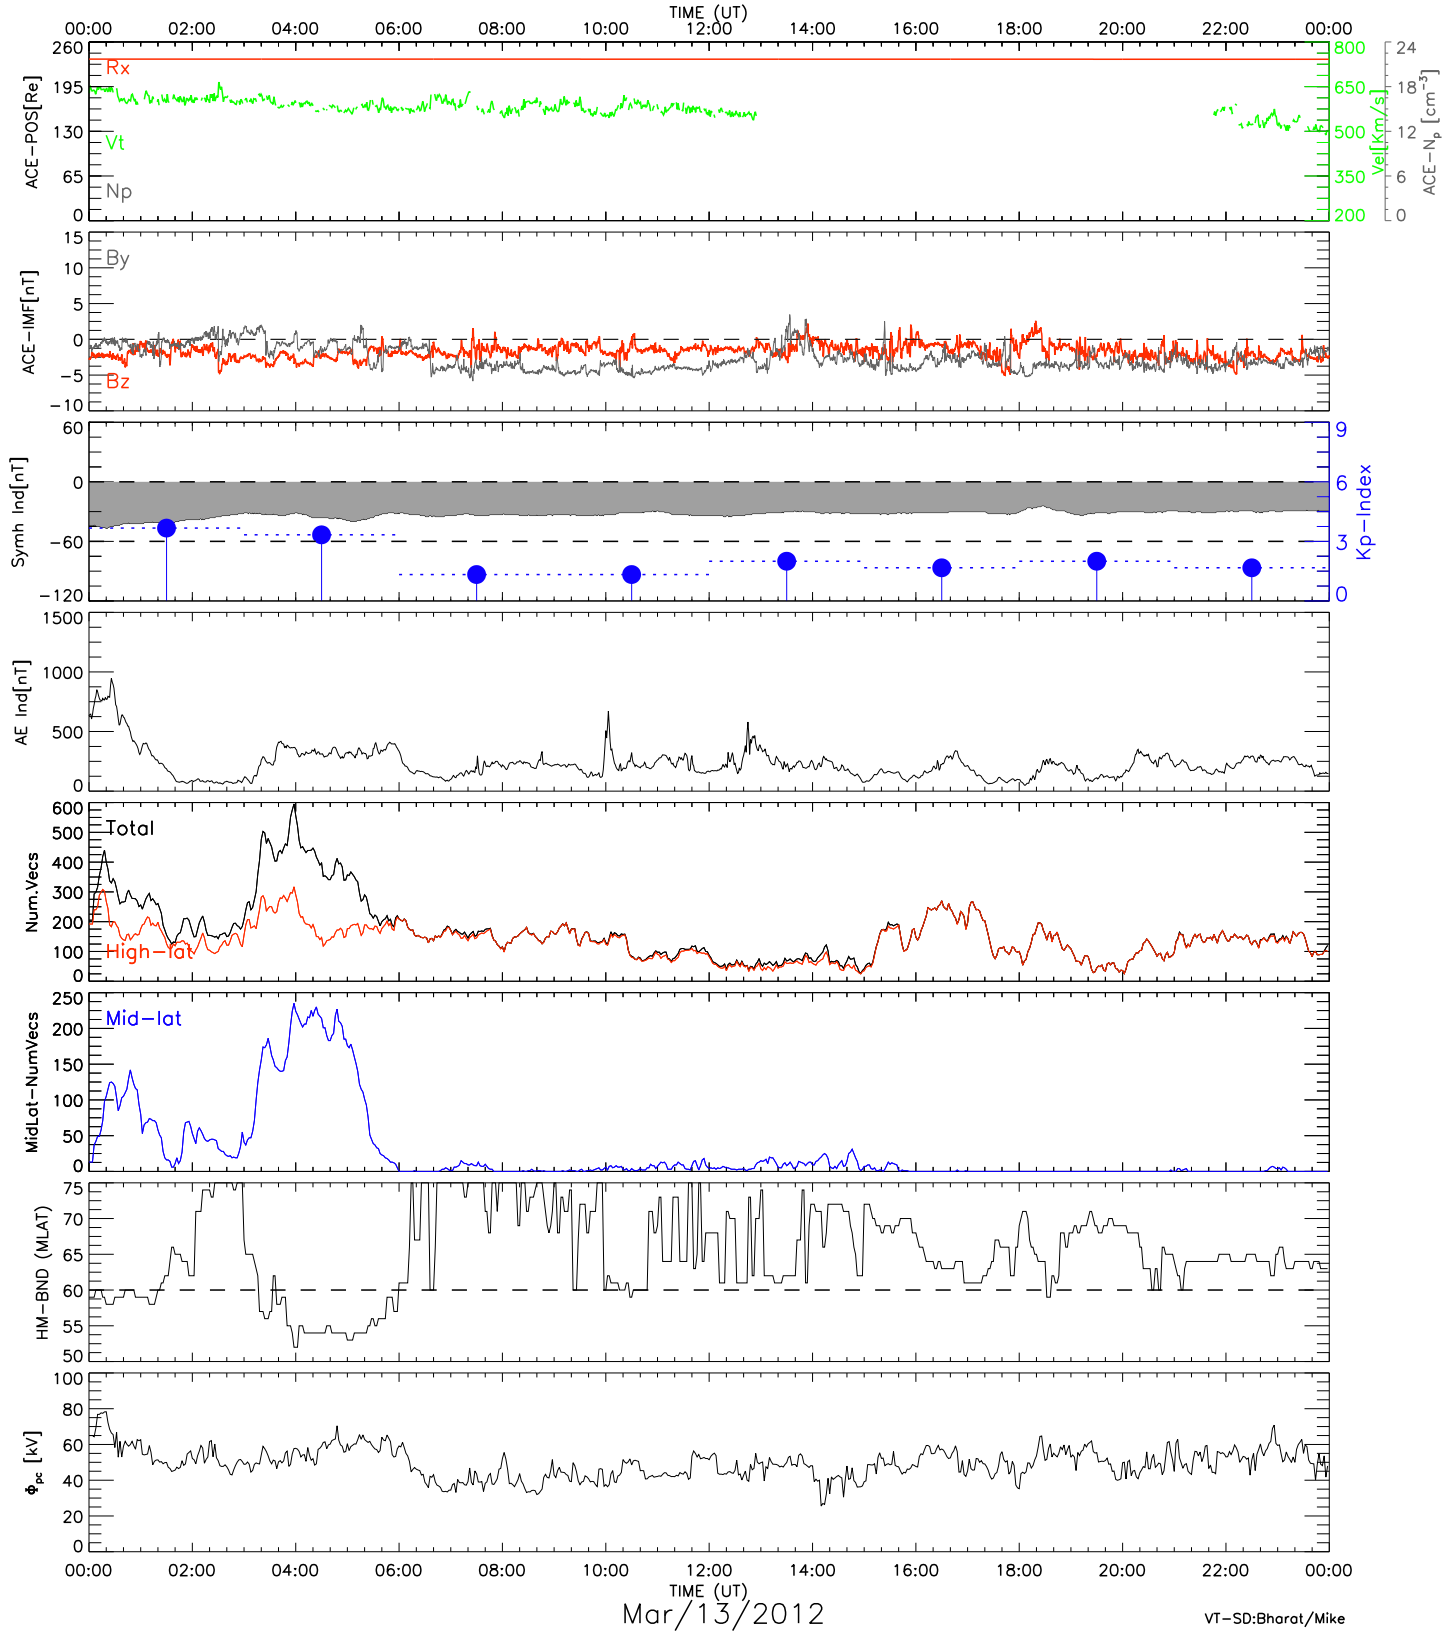 TIME (UT)
00:00 02:00 04:00 06:00 08:00 10:00 12:00 14:00 16:00 18:00 20:00 22:00 00:00
ACE-POS[Re]
260
195
130
65
0
Rx
Vt
Np
800
650
500
350
200
Vel[Km/s]
24
18
12
6
0
ACE-Np [cm⁻³]
ACE-IMF[nT]
15
10
5
0
-5
-10
By
Bz
Symh Ind[nT]
60
0
-60
-120
9
6
3
0
Kp-Index
AE Ind[nT]
1500
1000
500
0
Num.Vecs
600
500
400
300
200
100
0
Total
High-lat
MidLat-NumVecs
250
200
150
100
50
0
Mid-lat
HM-BND (MLAT)
75
70
65
60
55
50
Φpc [kV]
100
80
60
40
20
0
00:00 02:00 04:00 06:00 08:00 10:00 12:00 14:00 16:00 18:00 20:00 22:00 00:00
TIME (UT)
Mar/13/2012
VT-SD:Bharat/Mike